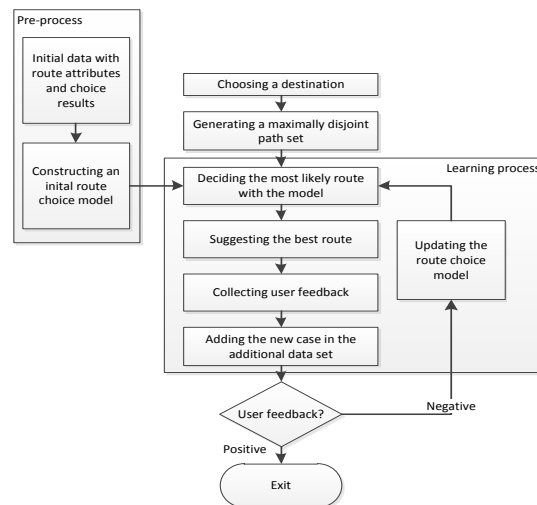 Pre-process
Initial data with
route attributes
and choice
results
Constructing an
inital route
choice model
Choosing a destination
Generating a maximally disjoint
path set
Learning process
Deciding the most likely route
with the model
Suggesting the best route
Collecting user feedback
Adding the new case in the
additional data set
Updating the
route choice
model
User feedback?
Negative
Positive
Exit